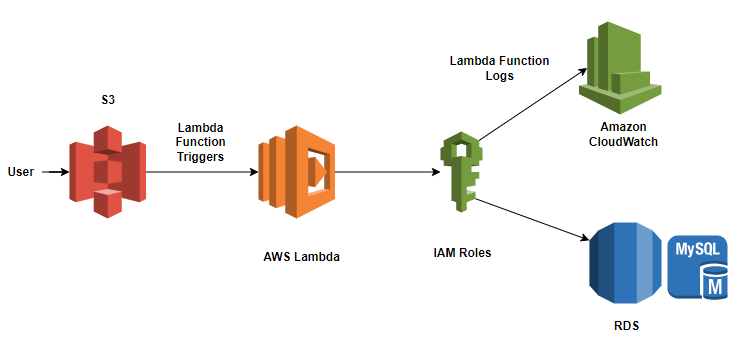 S3
User
Lambda
Function
Triggers
AWS Lambda
IAM Roles
Lambda Function
Logs
Amazon
CloudWatch
MySQL
M
RDS